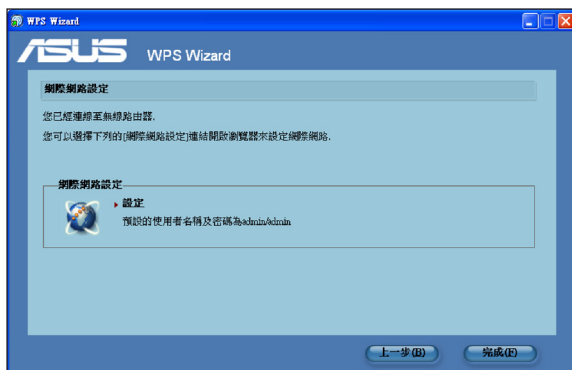 WPS Wizard
ASUS WPS Wizard
網際網路設定
您已經連線至無線路由器.
您可以選擇下列的[網際網路設定]連結開啟瀏覽器來設定網際網路.
網際網路設定
設定
預設的使用者名稱及密碼為admin/admin
上一步(B) 完成(F)